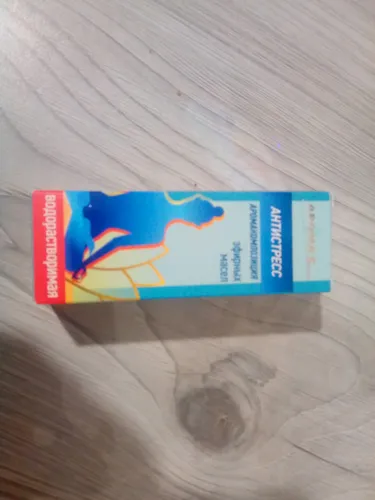 АНТИСТРЕСС
АРОМАКОМПОЗИЦИЯ
эфирных
масел
водорастворимая